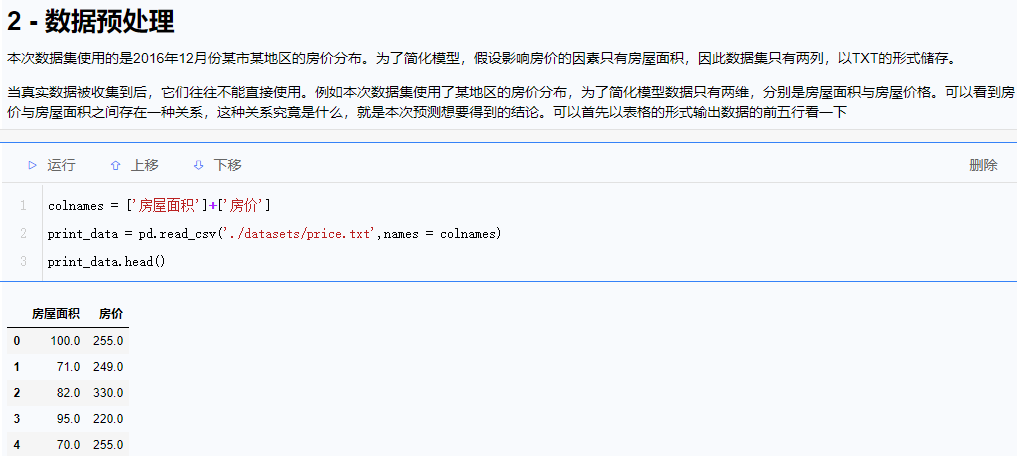 2 - 数据预处理
本次数据集使用的是2016年12月份某市某地区的房价分布。为了简化模型，假设影响房价的因素只有房屋面积，因此数据集只有两列，以TXT的形式储存。
当真实数据被收集到后，它们往往不能直接使用。例如本次数据集使用了某地区的房价分布，为了简化模型数据只有两维，分别是房屋面积与房屋价格。可以看到房
价与房屋面积之间存在一种关系，这种关系究竟是什么，就是本次预测想要得到的结论。可以首先以表格的形式输出数据的前五行看一下
运行 上移 下移 删除
1 colnames = ['房屋面积']+['房价']
2 print_data = pd.read_csv('./datasets/price.txt',names = colnames)
3 print_data.head()
房屋面积 房价
0 100.0 255.0
1 71.0 249.0
2 82.0 330.0
3 95.0 220.0
4 70.0 255.0